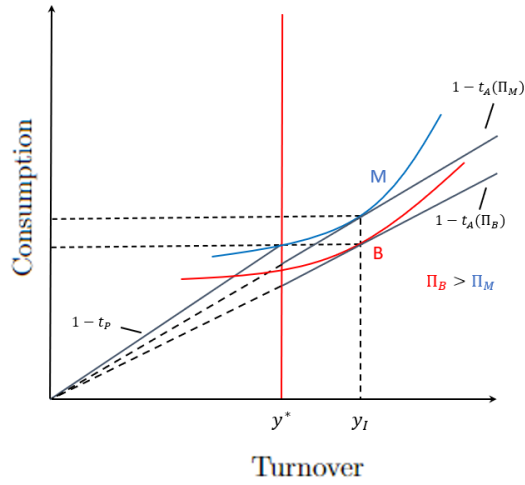 1 − t_A(Π_M)
M
1 − t_A(Π_B)
B
Π_B > Π_M
1 − t_P
Consumption
y*
y_I
Turnover